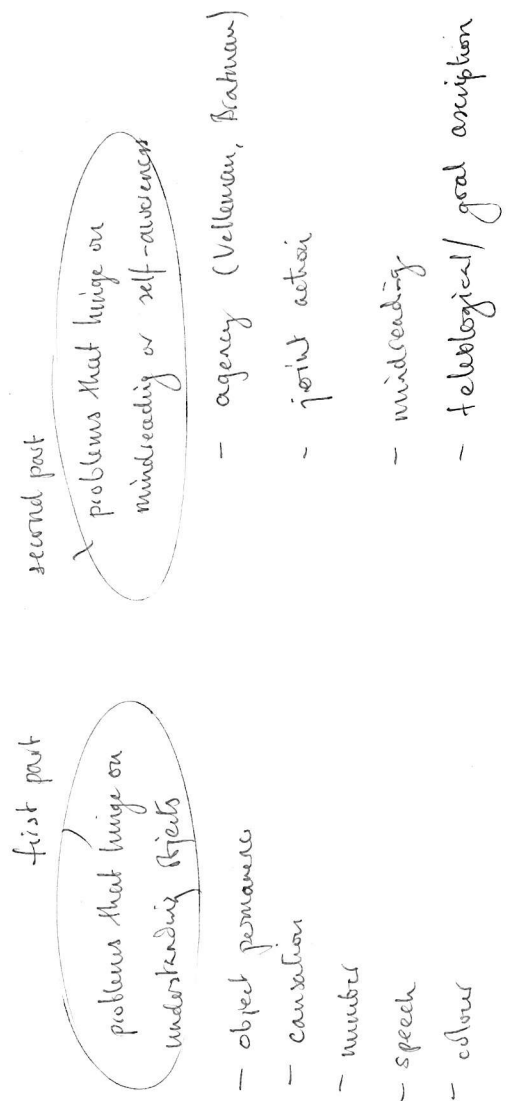 first part
problems that hinge on
understanding objects
- object permanence
- causation
- number
- speech
- colour
second part
problems that hinge on
mindreading or self-awareness
- agency (Velleman, Bratman)
- joint action
- mindreading
- teleological/goal ascription